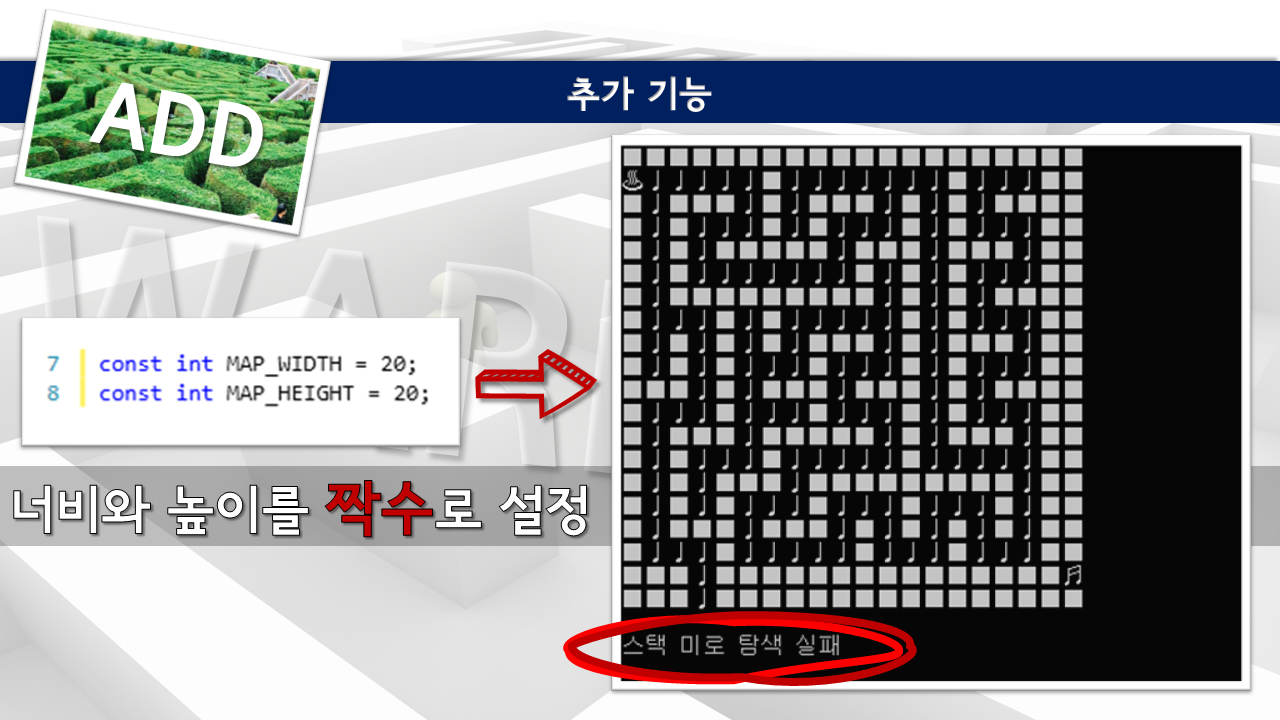 추가 기능
ADD
WAR
7 const int MAP_WIDTH = 20;
8 const int MAP_HEIGHT = 20;
너비와 높이를 짝수로 설정
스택 미로 탐색 실패